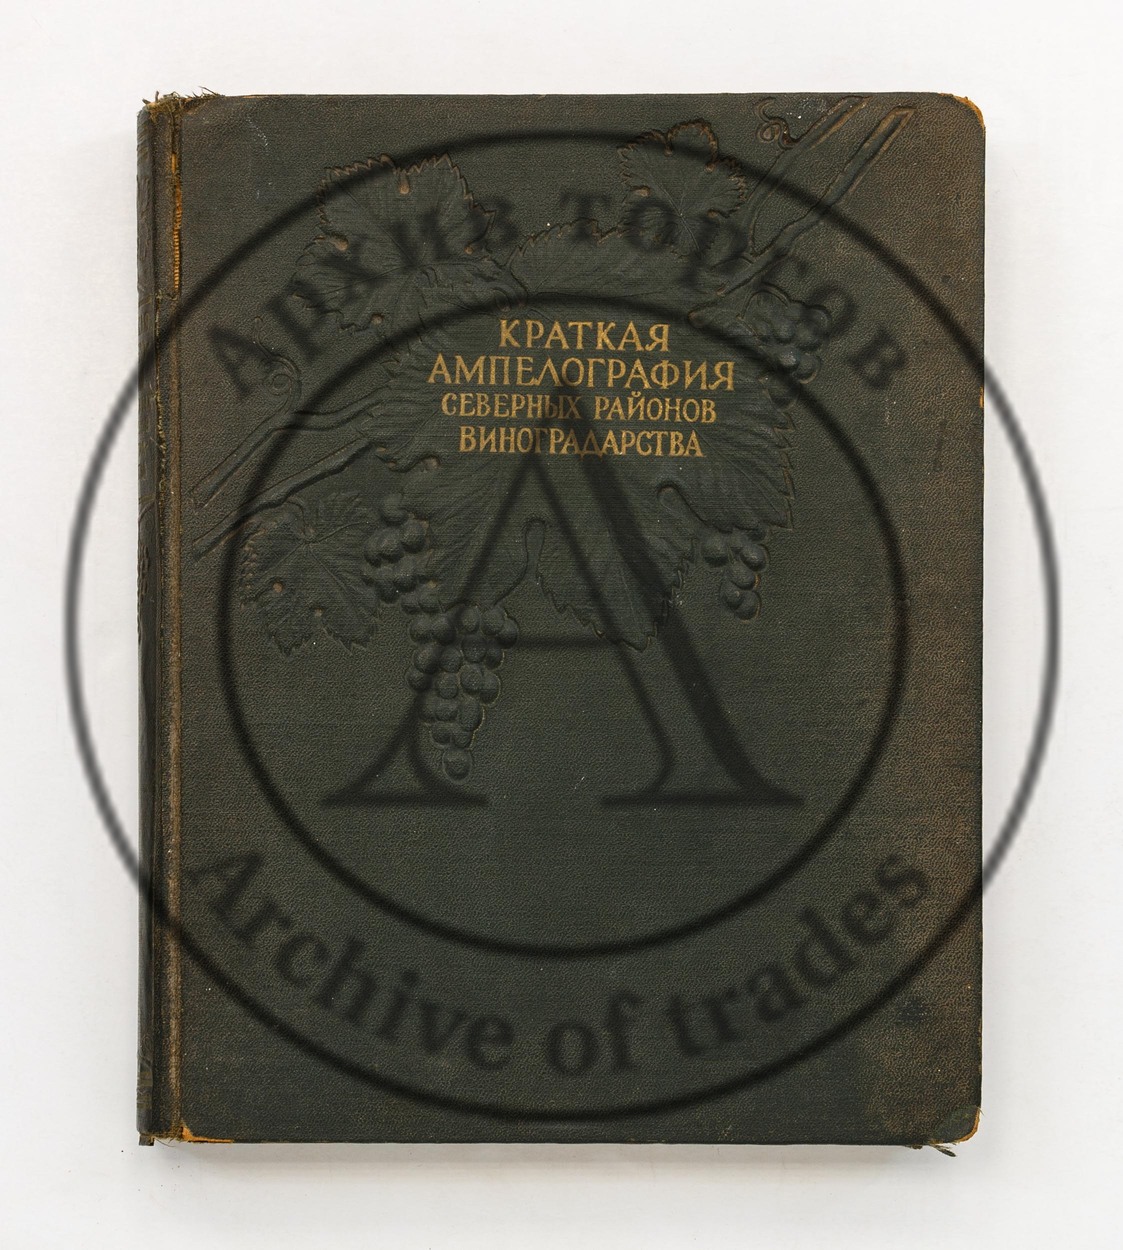 Архив торгов
КРАТКАЯ
АМПЕЛОГРАФИЯ
СЕВЕРНЫХ РАЙОНОВ
ВИНОГРАДАРСТВА
А
Archive of trades